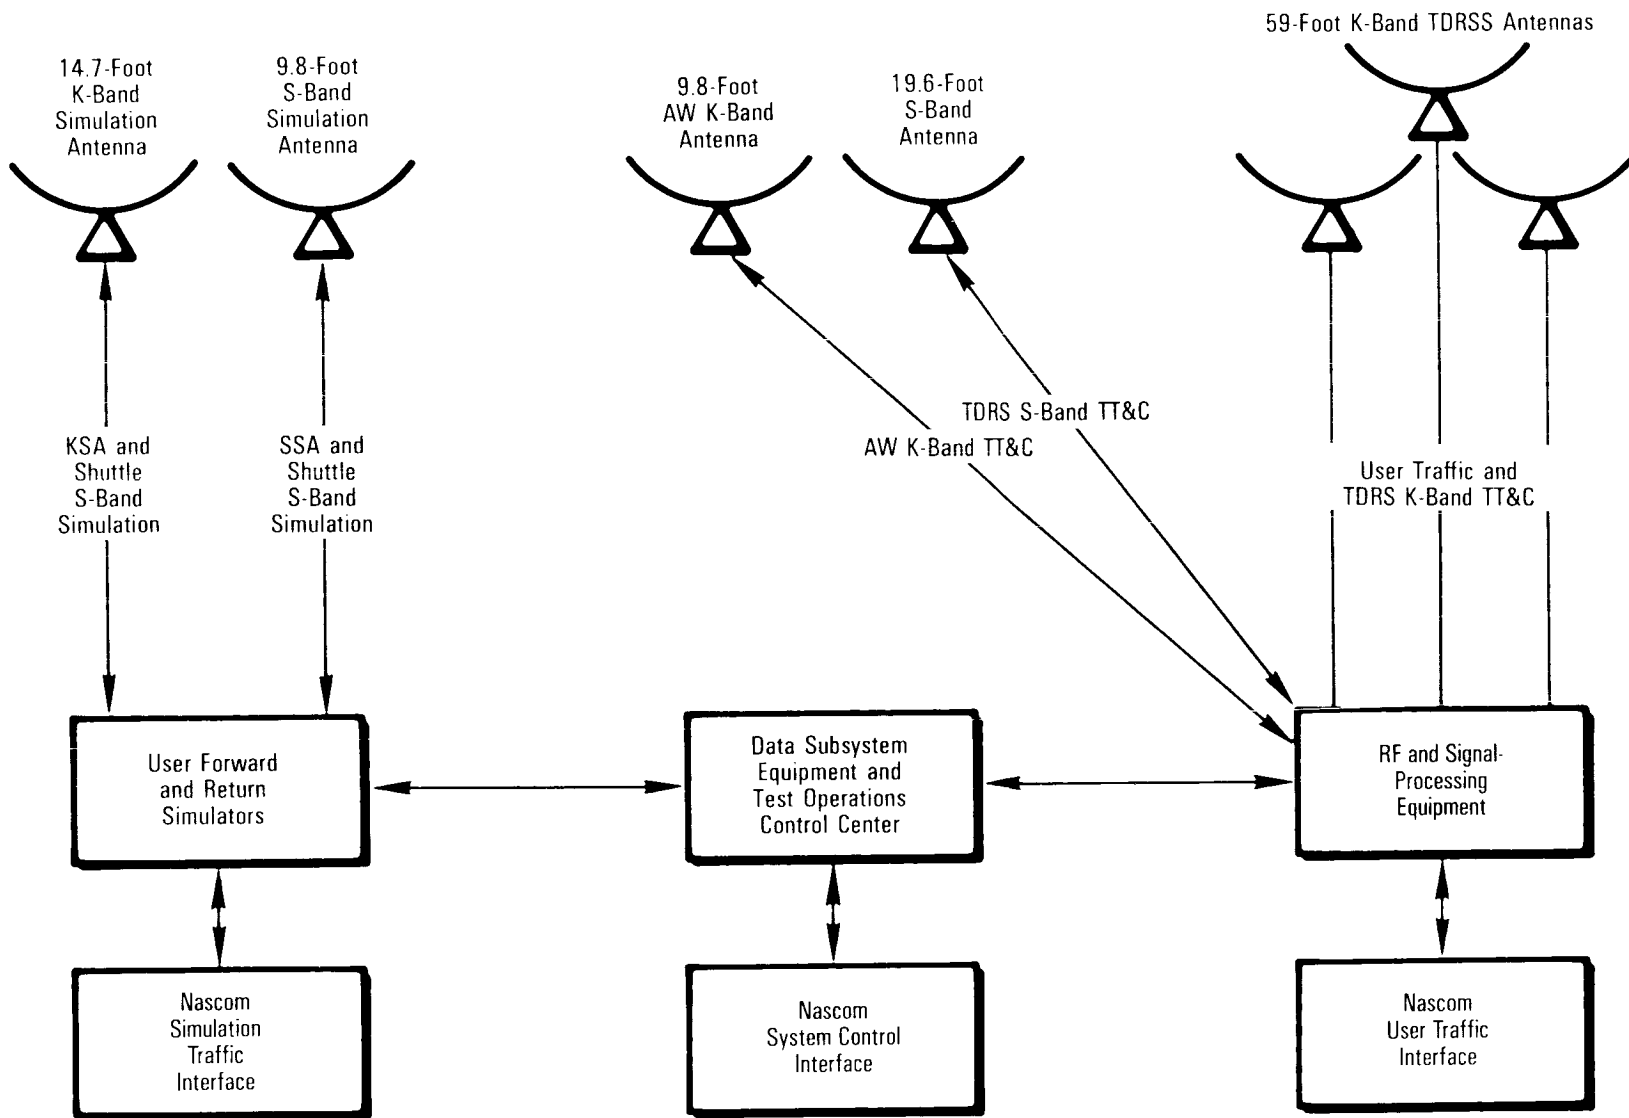 59-Foot K-Band TDRSS Antennas
14.7-Foot
K-Band
Simulation
Antenna
9.8-Foot
S-Band
Simulation
Antenna
9.8-Foot
AW K-Band
Antenna
19.6-Foot
S-Band
Antenna
KSA and
Shuttle
S-Band
Simulation
SSA and
Shuttle
S-Band
Simulation
TDRS S-Band TT&C
AW K-Band TT&C
User Traffic and
TDRS K-Band TT&C
User Forward
and Return
Simulators
Data Subsystem
Equipment and
Test Operations
Control Center
RF and Signal-
Processing
Equipment
Nascom
Simulation
Traffic
Interface
Nascom
System Control
Interface
Nascom
User Traffic
Interface